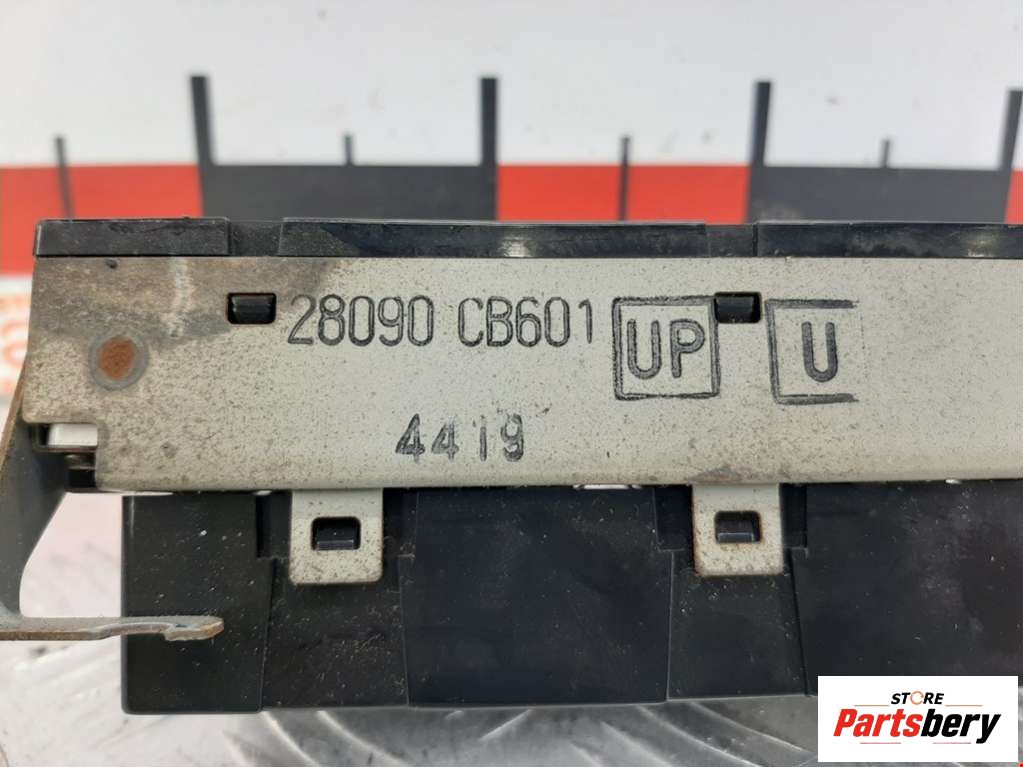 28090 CB601 UP U
4419
STORE
Partsbery